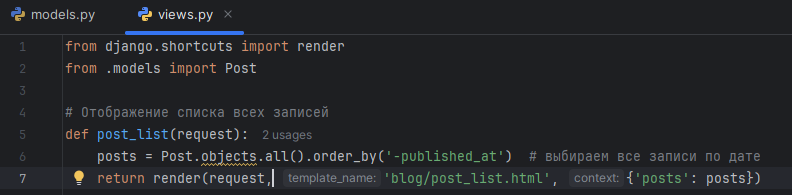 models.py
views.py ×
1 from django.shortcuts import render
2 from .models import Post
3
4 # Отображение списка всех записей
5 def post_list(request): 2 usages
6 posts = Post.objects.all().order_by('-published_at') # выбираем все записи по дате
7 return render(request, template_name: 'blog/post_list.html', context: {'posts': posts})